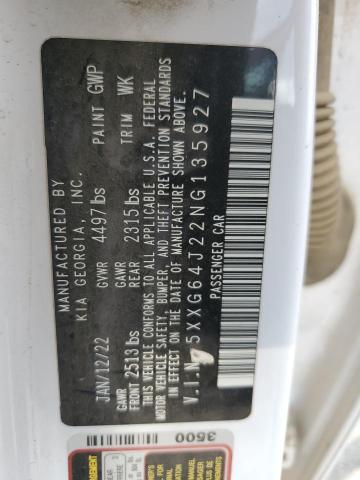 MANUFACTURED BY
KIA GEORGIA, INC.
JAN/12/22 GVWR 4497 lbs PAINT GWP
GAWR FRONT 2513 lbs GAWR REAR 2315 lbs TRIM WK
THIS VEHICLE CONFORMS TO ALL APPLICABLE U.S.A. FEDERAL
MOTOR VEHICLE SAFETY, BUMPER, AND THEFT PREVENTION STANDARDS
IN EFFECT ON THE DATE OF MANUFACTURE SHOWN ABOVE.
V.I.N 5XXG64J22NG135927
PASSENGER CAR
3500